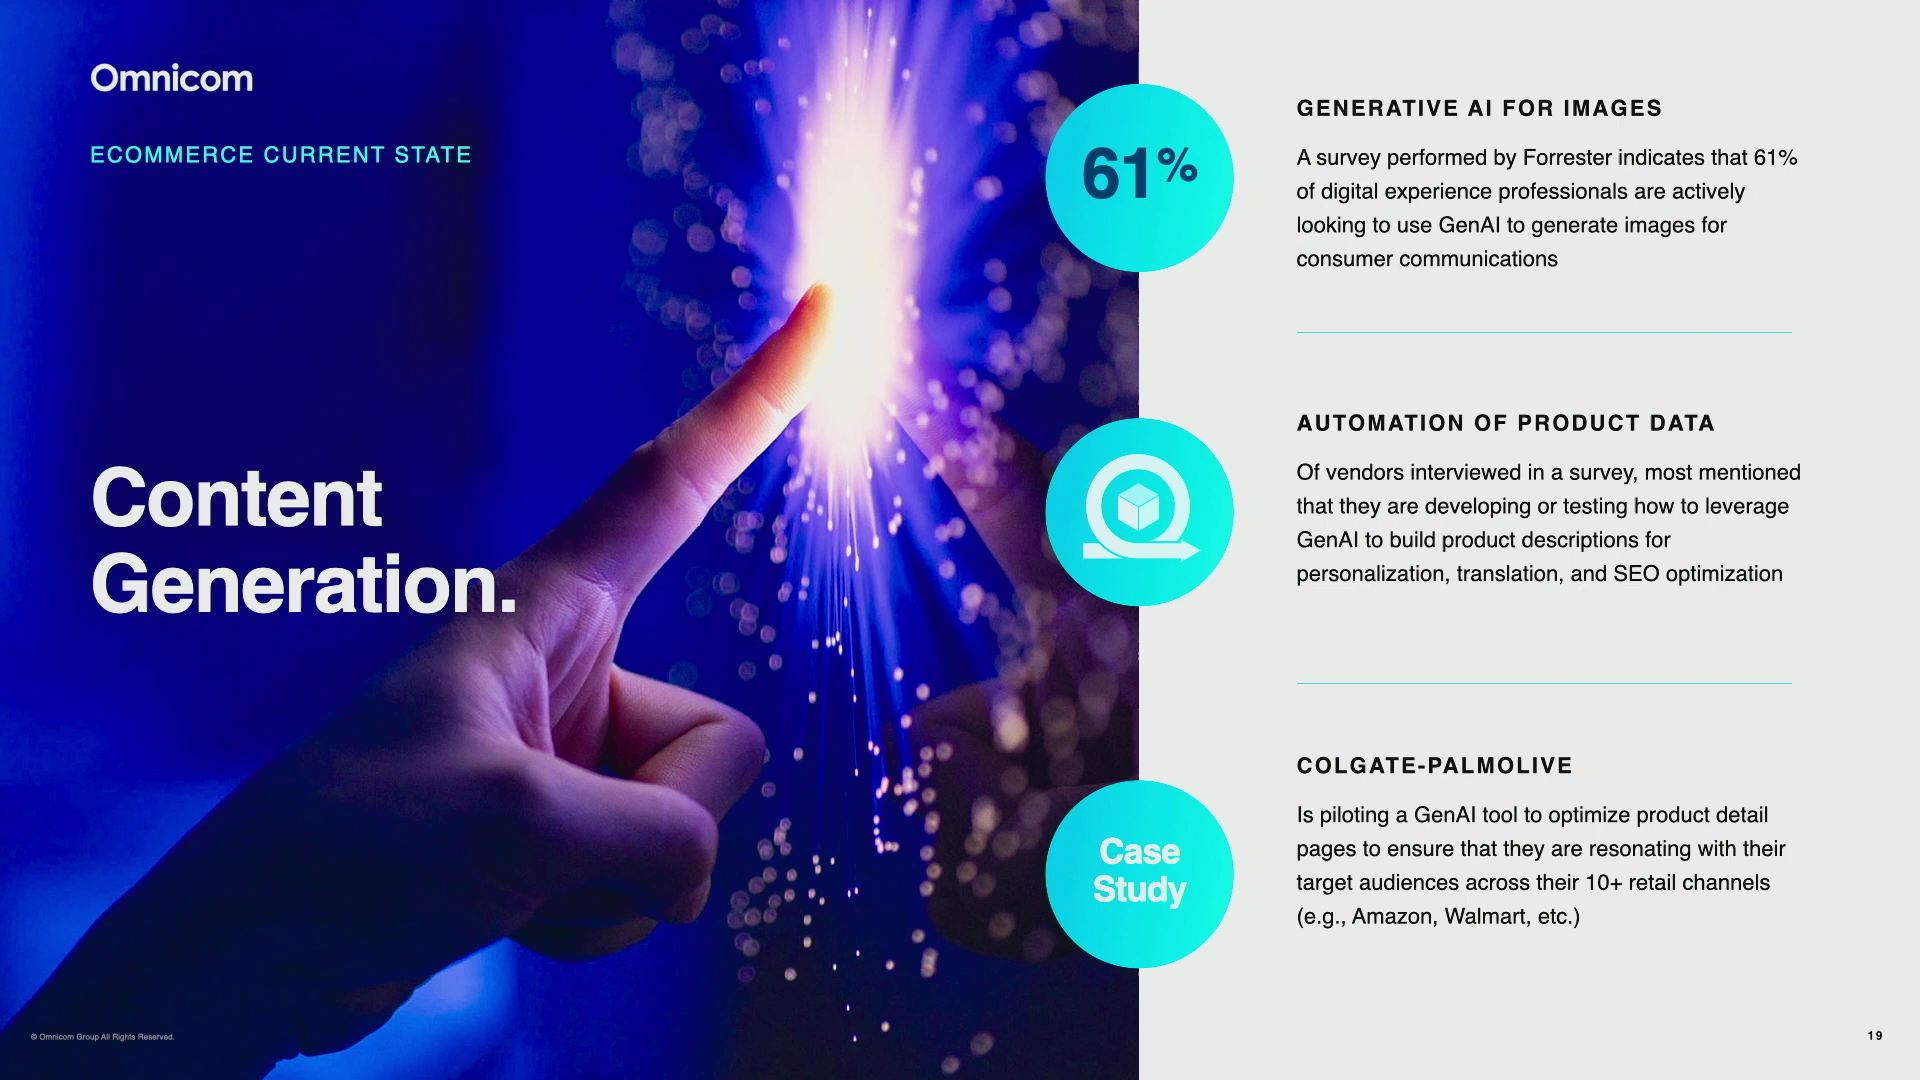 Omnicom
ECOMMERCE CURRENT STATE
Content
Generation.
61%
GENERATIVE AI FOR IMAGES
A survey performed by Forrester indicates that 61%
of digital experience professionals are actively
looking to use GenAI to generate images for
consumer communications
AUTOMATION OF PRODUCT DATA
Of vendors interviewed in a survey, most mentioned
that they are developing or testing how to leverage
GenAI to build product descriptions for
personalization, translation, and SEO optimization
Case
Study
COLGATE-PALMOLIVE
Is piloting a GenAI tool to optimize product detail
pages to ensure that they are resonating with their
target audiences across their 10+ retail channels
(e.g., Amazon, Walmart, etc.)
© Omnicom Group All Rights Reserved.
19